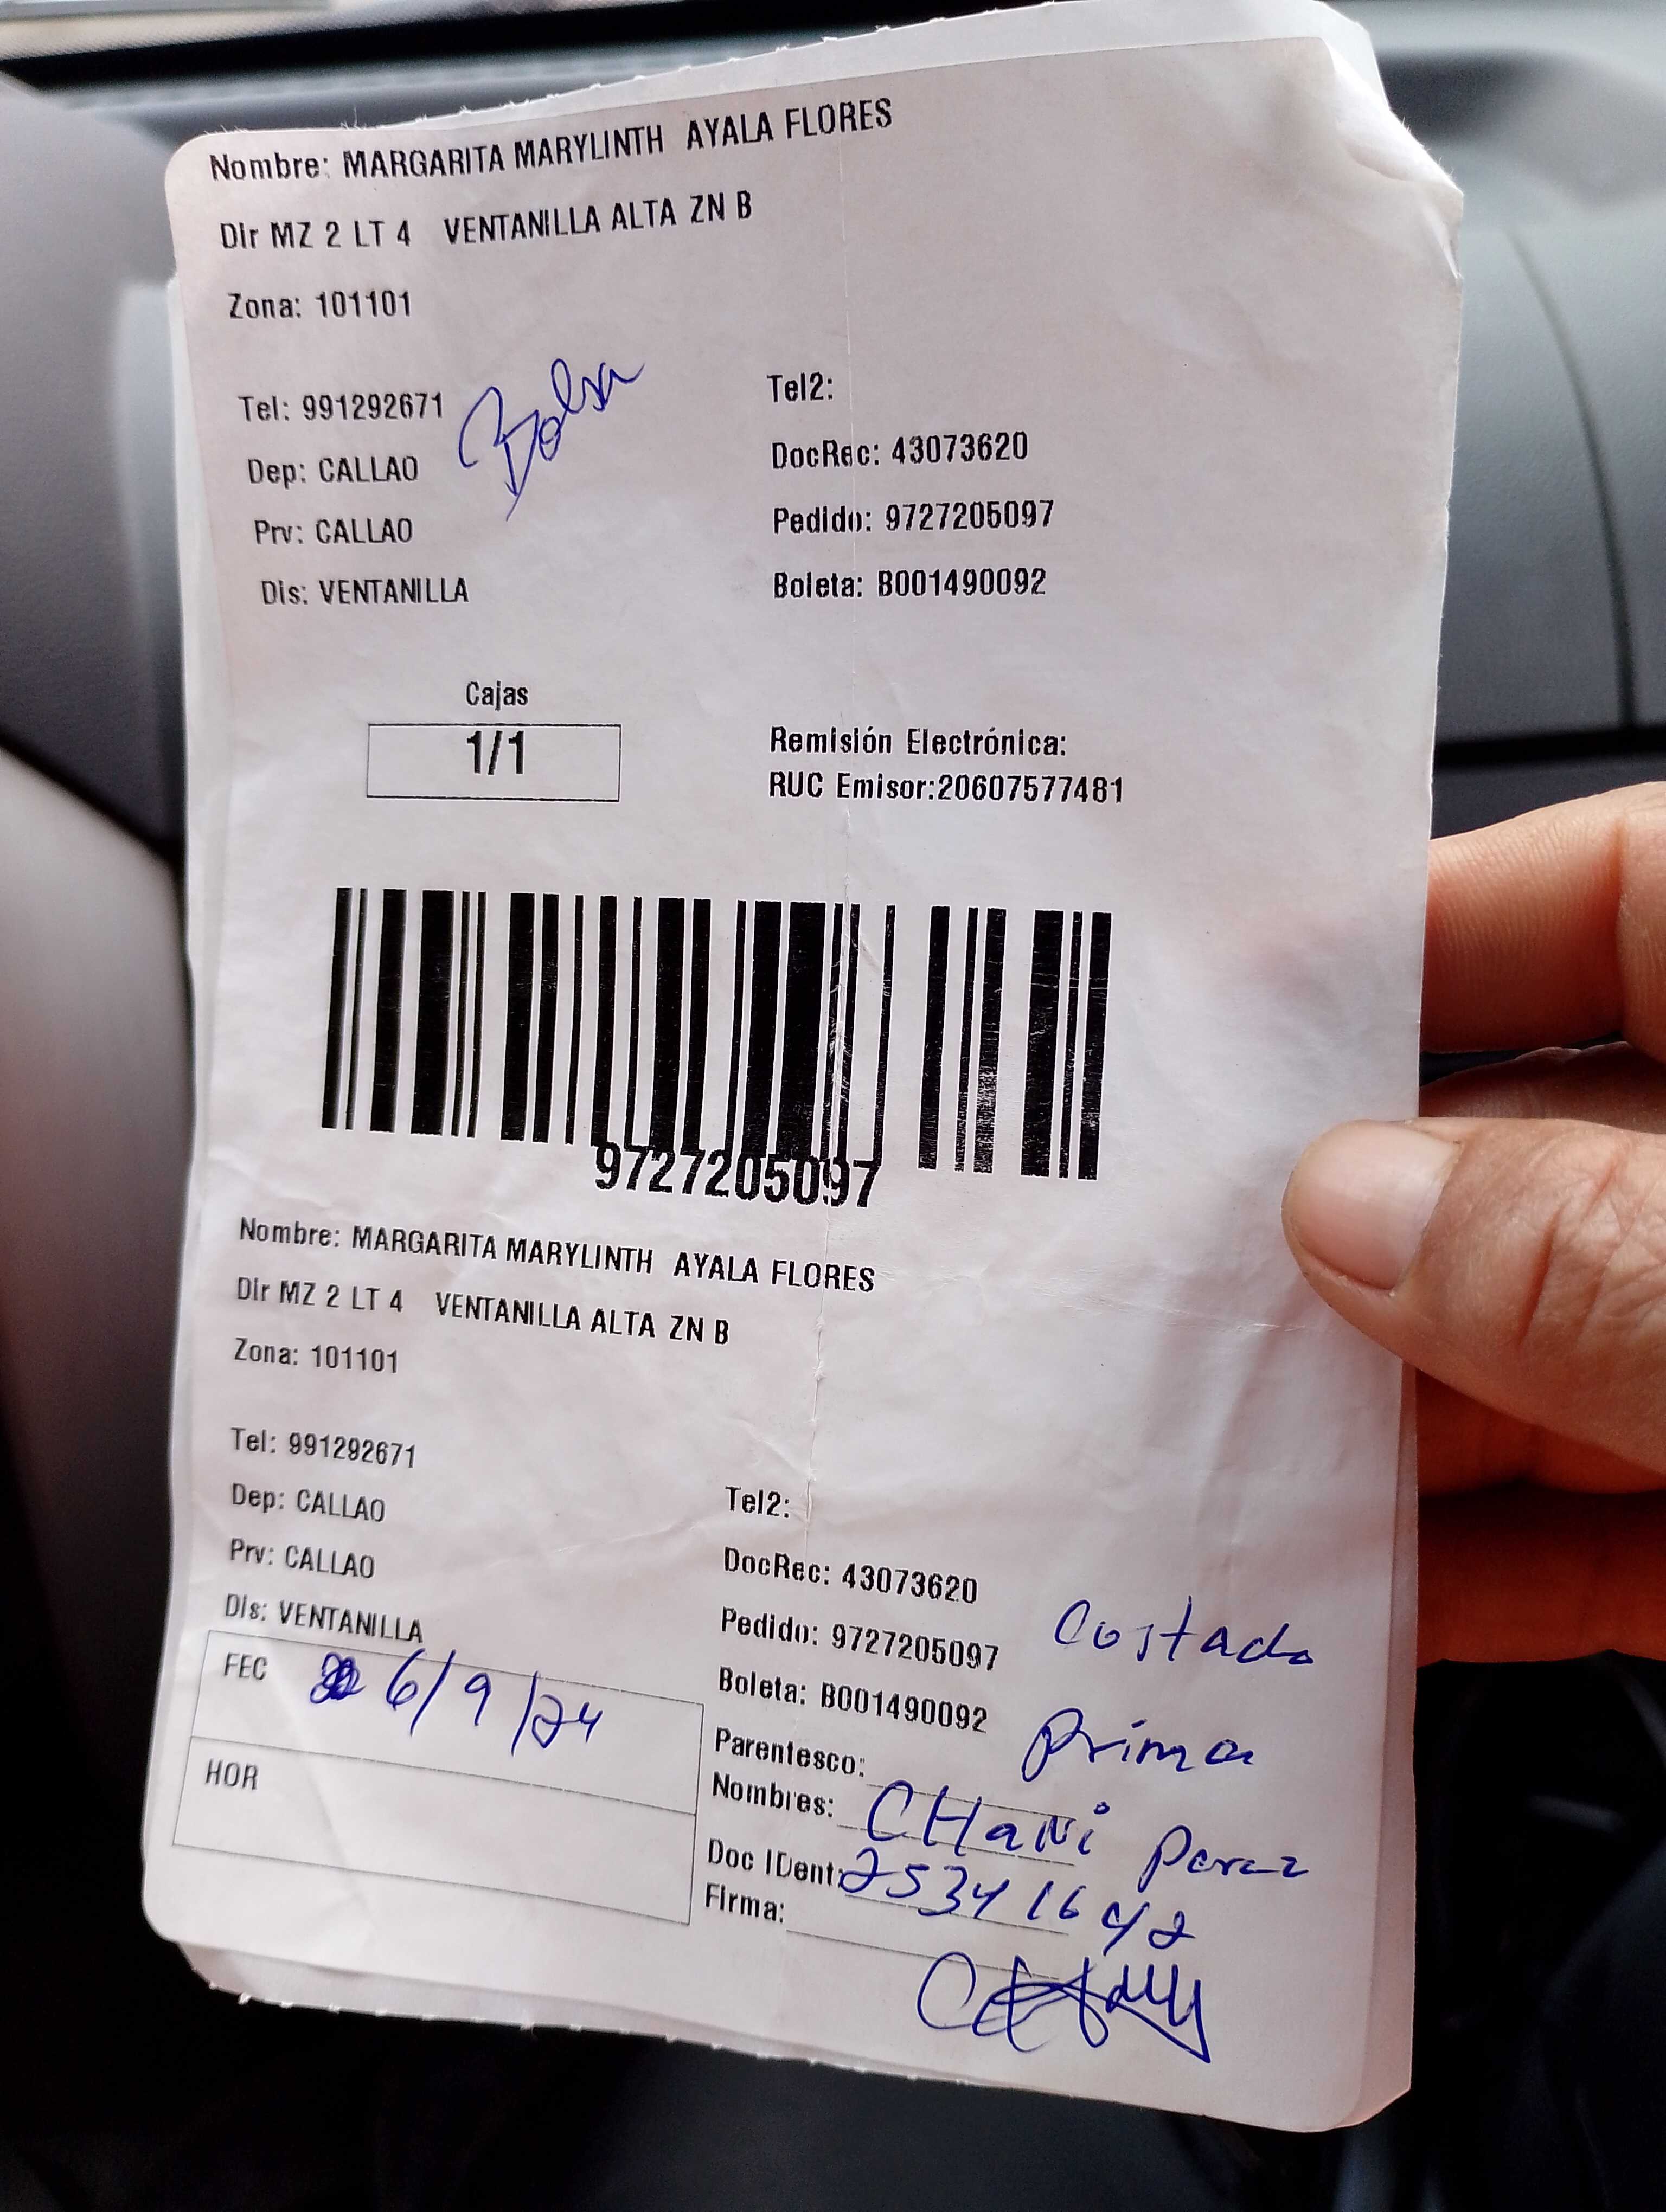 Nombre: MARGARITA MARYLINTH AYALA FLORES
Dir MZ 2 LT 4 VENTANILLA ALTA ZN B
Zona: 101101
Tel: 991292671 Bolsa Tel2:
Dep: CALLAO DocRec: 43073620
Prv: CALLAO Pedido: 9727205097
Dis: VENTANILLA Boleta: B001490092
Cajas
1/1
Remisión Electrónica:
RUC Emisor:20607577481
9727205097
Nombre: MARGARITA MARYLINTH AYALA FLORES
Dir MZ 2 LT 4 VENTANILLA ALTA ZN B
Zona: 101101
Tel: 991292671
Dep: CALLAO Tel2:
Prv: CALLAO DocRec: 43073620
Dis: VENTANILLA Pedido: 9727205097 Costado
FEC 6/9/24 Boleta: B001490092
Parentesco: Prima
HOR Nombres: CHaNi Perez
Doc IDent: 25341642
Firma: